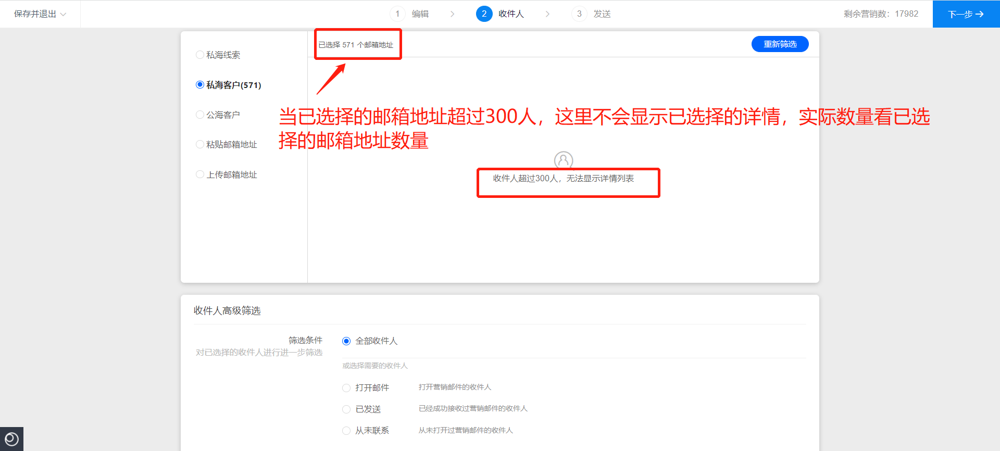 保存并退出
1 编辑
2 收件人
3 发送
剩余营销数：17982
下一步
私海线索
私海客户(571)
公海客户
粘贴邮箱地址
上传邮箱地址
已选择 571 个邮箱地址
重新筛选
当已选择的邮箱地址超过300人，这里不会显示已选择的详情，实际数量看已选
择的邮箱地址数量
收件人超过300人，无法显示详情列表
收件人高级筛选
筛选条件
对已选择的收件人进行进一步筛选
全部收件人
或选择需要的收件人
打开邮件 打开营销邮件的收件人
已发送 已经成功接收过营销邮件的收件人
从未联系 从未打开过营销邮件的收件人